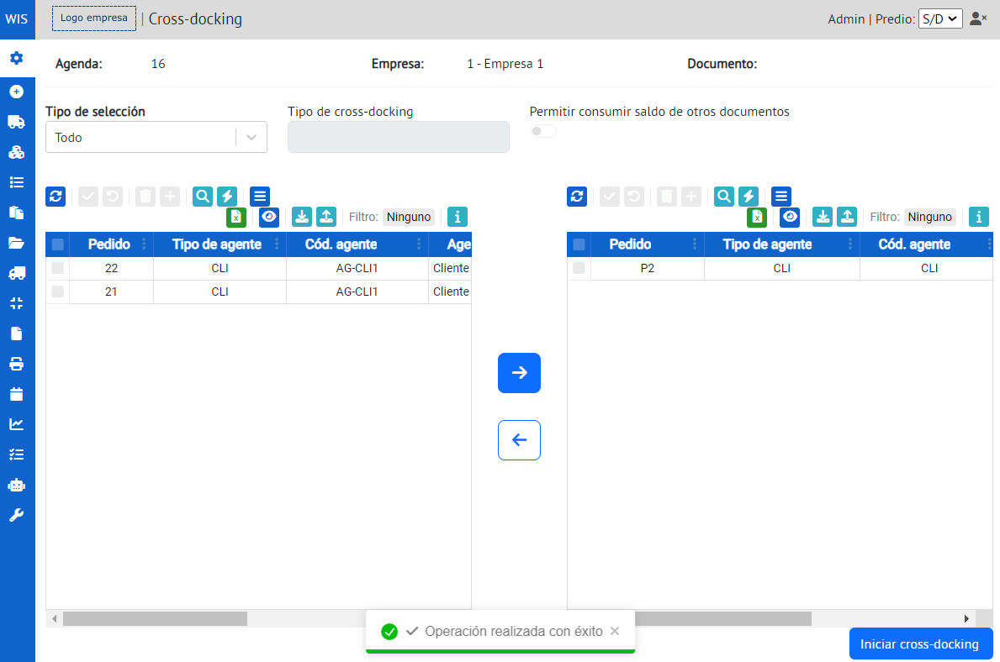 WIS
Logo empresa
| Cross-docking
Admin | Predio: S/D
Agenda: 16
Empresa: 1 - Empresa 1
Documento:
Tipo de selección
Tipo de cross-docking
Permitir consumir saldo de otros documentos
Todo
Filtro: Ninguno
Filtro: Ninguno
Pedido Tipo de agente Cód. agente Age
22 CLI AG-CLI1 Cliente
21 CLI AG-CLI1 Cliente
Pedido Tipo de agente Cód. agente
P2 CLI CLI
Operación realizada con éxito
Iniciar cross-docking